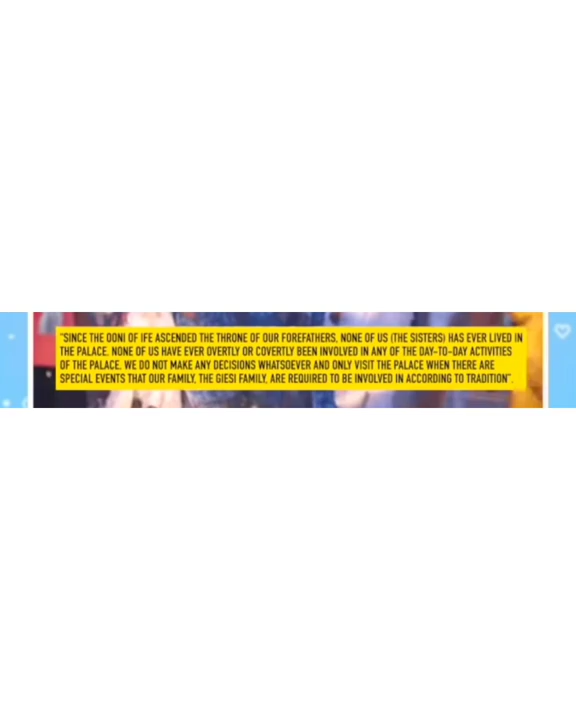 "SINCE THE OONI OF IFE ASCENDED THE THRONE OF OUR FOREFATHERS, NONE OF US (THE SISTERS) HAS EVER LIVED IN
THE PALACE. NONE OF US HAVE EVER OVERTLY OR COVERTLY BEEN INVOLVED IN ANY OF THE DAY-TO-DAY ACTIVITIES
OF THE PALACE. WE DO NOT MAKE ANY DECISIONS WHATSOEVER AND ONLY VISIT THE PALACE WHEN THERE ARE
SPECIAL EVENTS THAT OUR FAMILY, THE GIESI FAMILY, ARE REQUIRED TO BE INVOLVED IN ACCORDING TO TRADITION".